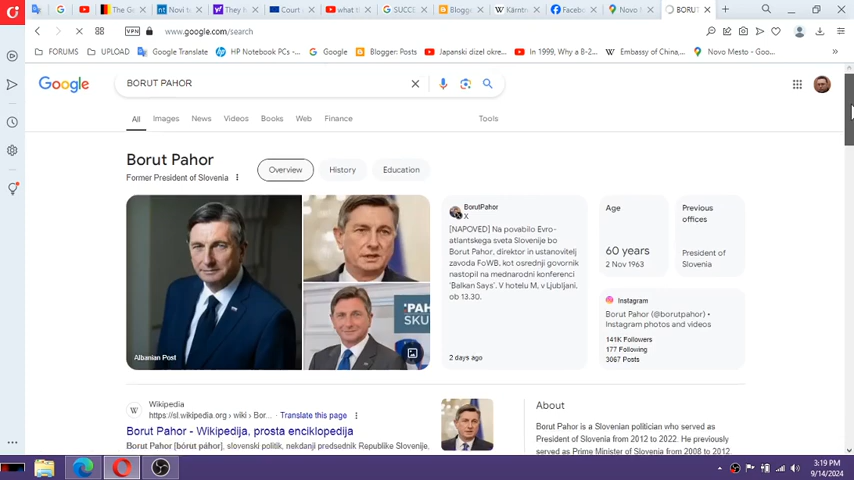 The Go
Novi t
They i
Court
what th
SUCCE
Blogge
Kärntr
Faceb
Novo M
BORUT
VPN
www.google.com/search
FORUMS
UPLOAD
Google Translate
HP Notebook PCs -...
Google
Blogger: Posts
Japanski dizel okre...
In 1999, Why a B-2...
Embassy of China,...
Novo Mesto - Goo...
Google
BORUT PAHOR
All Images News Videos Books Web Finance Tools
Borut Pahor
Former President of Slovenia
Overview
History
Education
Albanian Post
"PAH
SKU
BorutPahor
X
[NAPOVED] Na povabilo Evro-
atlantskega sveta Slovenije bo
Borut Pahor, direktor in ustanovitelj
zavoda FoWB, kot osrednji govornik
nastopil na mednarodni konferenci
'Balkan Says'. V hotelu M, v Ljubljani,
ob 13.30.
2 days ago
Age
60 years
2 Nov 1963
Previous
offices
President of
Slovenia
Instagram
Borut Pahor (@borutpahor) •
Instagram photos and videos
141K Followers
177 Following
3067 Posts
Wikipedia
https://sl.wikipedia.org › wiki › Bor... · Translate this page
Borut Pahor - Wikipedija, prosta enciklopedija
Borut Pahor [bórut páhor], slovenski politik, nekdanji predsednik Republike Slovenije.
About
Borut Pahor is a Slovenian politician who served as
President of Slovenia from 2012 to 2022. He previously
served as Prime Minister of Slovenia from 2008 to 2012.
3:19 PM
9/14/2024